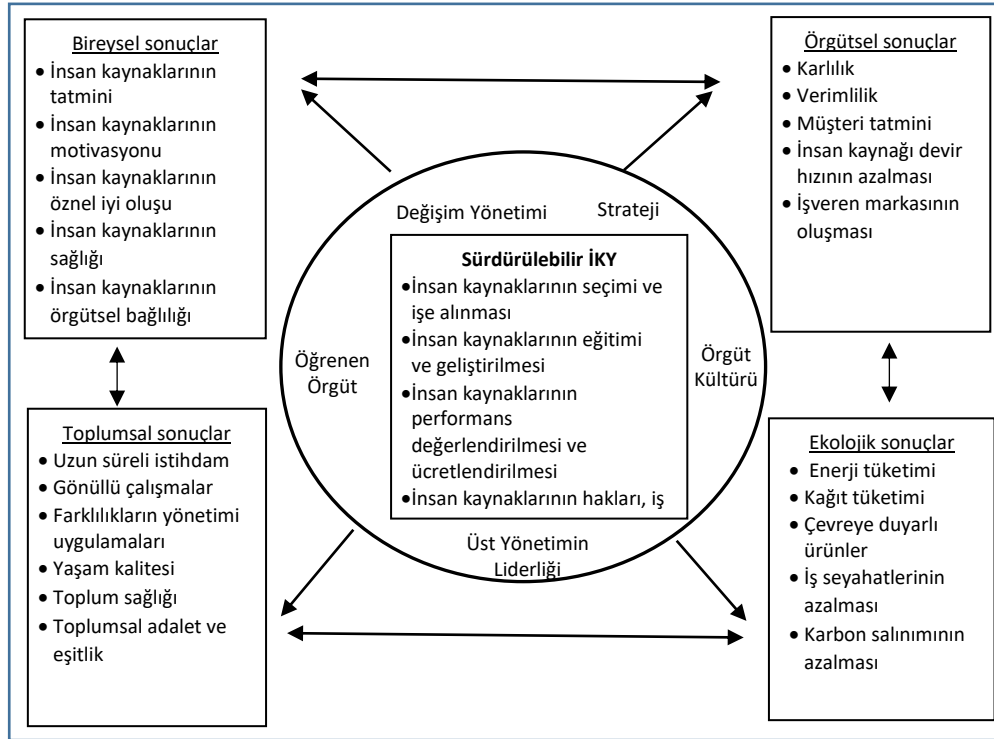 Bireysel sonuçlar
• İnsan kaynaklarının
tatmini
• İnsan kaynaklarının
motivasyonu
• İnsan kaynaklarının
öznel iyi oluşu
• İnsan kaynaklarının
sağlığı
• İnsan kaynaklarının
örgütsel bağlılığı
Örgütsel sonuçlar
• Karlılık
• Verimlilik
• Müşteri tatmini
• İnsan kaynağı devir
hızının azalması
• İşveren markasının
oluşması
Değişim Yönetimi
Strateji
Sürdürülebilir İKY
•İnsan kaynaklarının seçimi ve
işe alınması
•İnsan kaynaklarının eğitimi
ve geliştirilmesi
•İnsan kaynaklarının
performans
değerlendirilmesi ve
ücretlendirilmesi
•İnsan kaynaklarının hakları, iş
Öğrenen
Örgüt
Örgüt
Kültürü
Üst Yönetimin
Liderliği
Toplumsal sonuçlar
• Uzun süreli istihdam
• Gönüllü çalışmalar
• Farklılıkların yönetimi
uygulamaları
• Yaşam kalitesi
• Toplum sağlığı
• Toplumsal adalet ve
eşitlik
Ekolojik sonuçlar
• Enerji tüketimi
• Kağıt tüketimi
• Çevreye duyarlı
ürünler
• İş seyahatlerinin
azalması
• Karbon salınımının
azalması